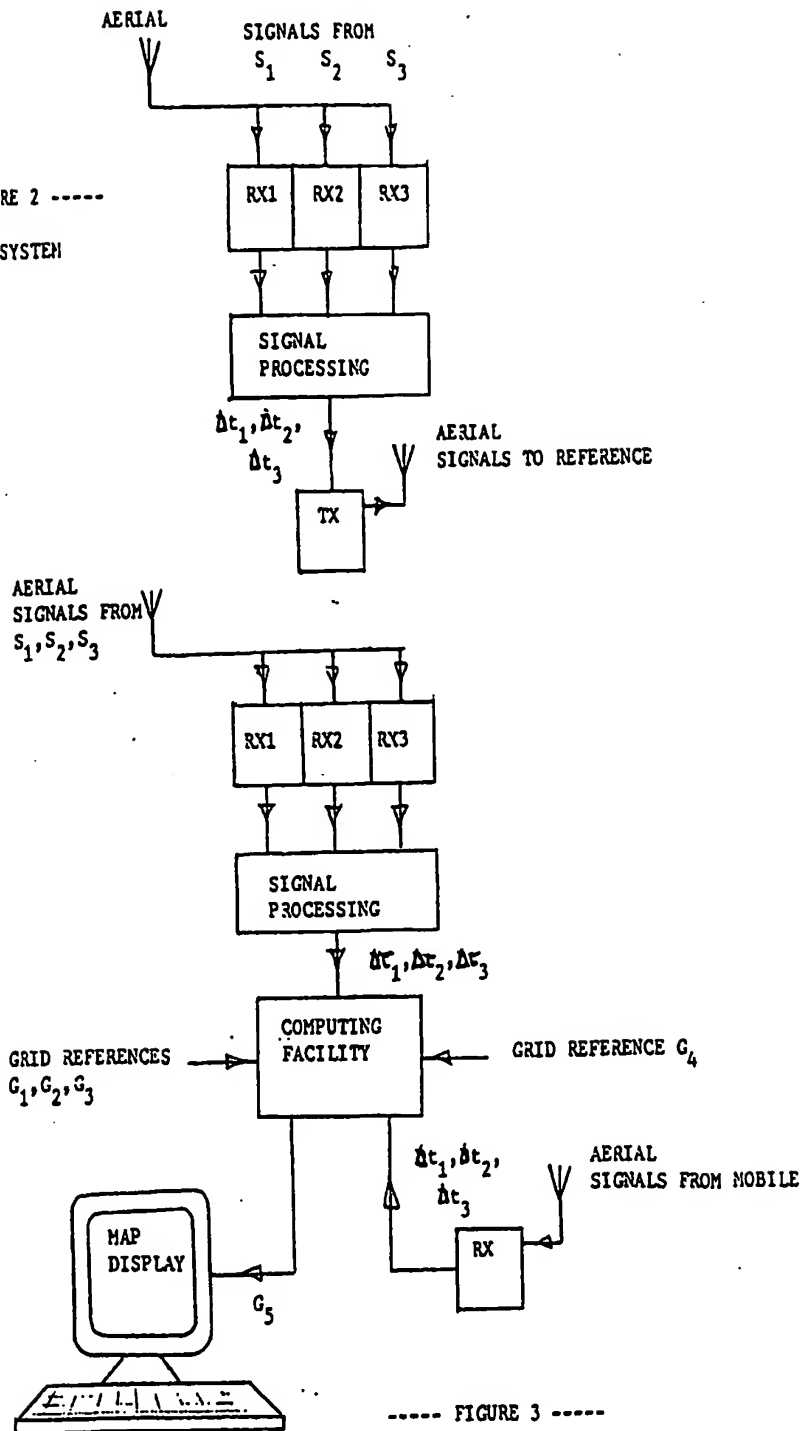 AERIAL
SIGNALS FROM
S1 S2 S3
RE 2 -----
SYSTEM
RX1 RX2 RX3
SIGNAL
PROCESSING
Δt1, Δt2,
Δt3
AERIAL
SIGNALS TO REFERENCE
TX
AERIAL
SIGNALS FROM
S1, S2, S3
RX1 RX2 RX3
SIGNAL
PROCESSING
Δτ1, Δτ2, Δτ3
COMPUTING
FACILITY
GRID REFERENCES
G1, G2, G3
GRID REFERENCE G4
Δt1, Δt2,
Δt3
AERIAL
SIGNALS FROM MOBILE
RX
MAP
DISPLAY
G5
----- FIGURE 3 -----